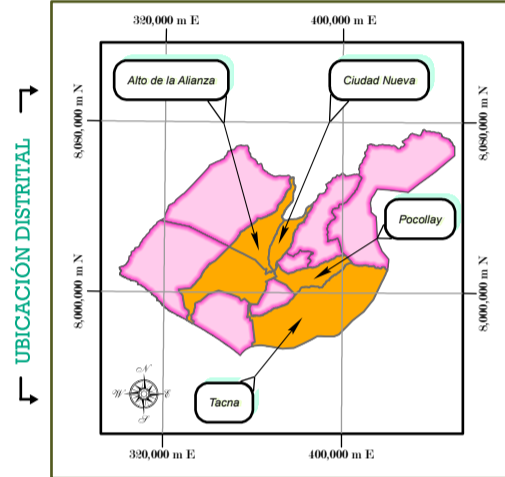 320,000 m E
400,000 m E
Alto de la Alianza
Ciudad Nueva
8,080,000 m N
8,080,000 m N
UBICACIÓN DISTRITAL
Pocollay
8,000,000 m N
8,000,000 m N
N
W
E
S
Tacna
320,000 m E
400,000 m E